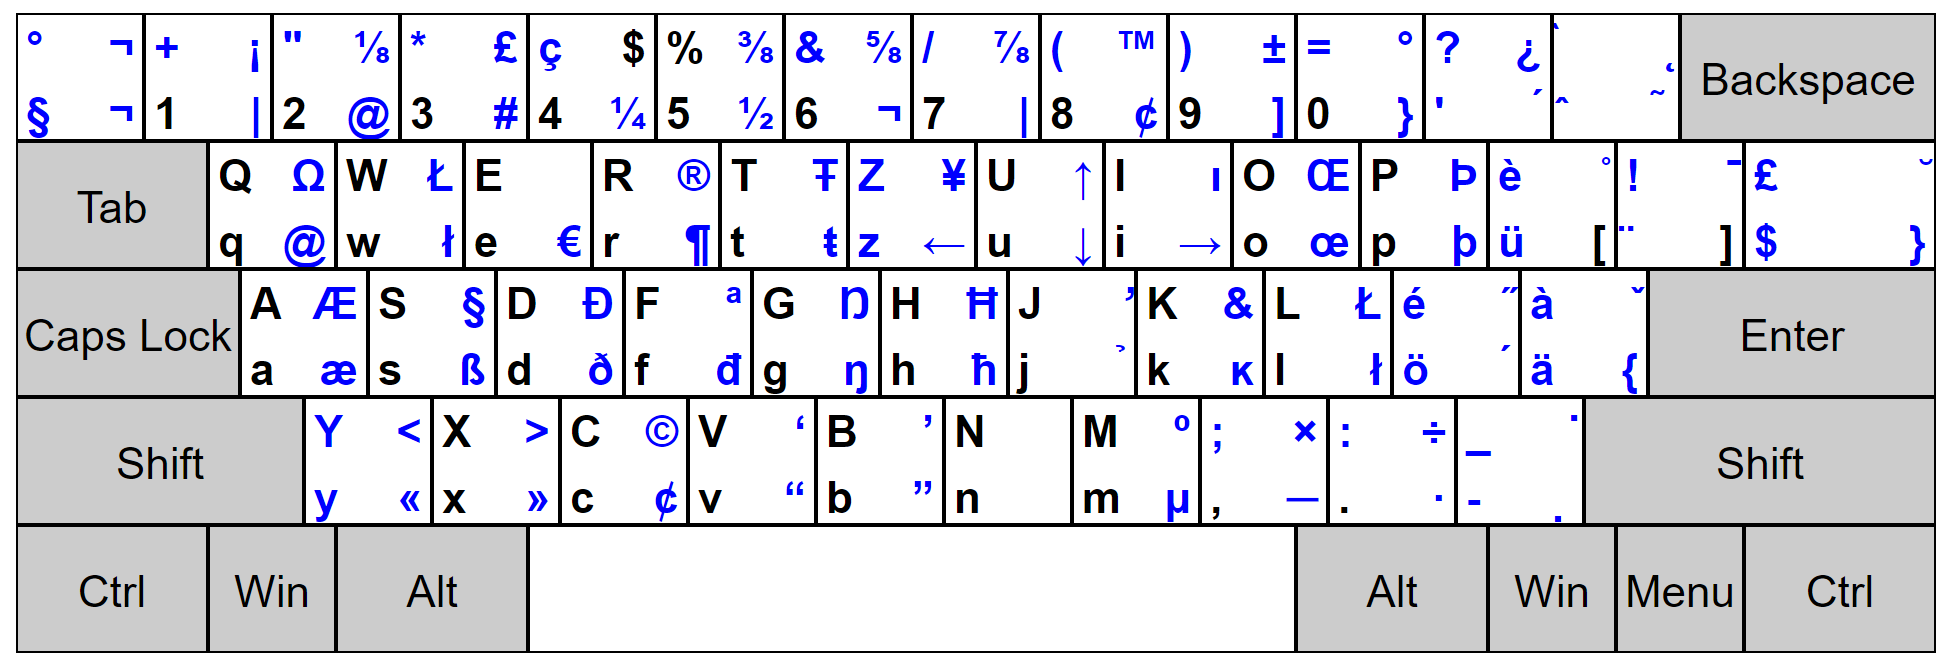 ° ¬ + ¡ " ⅛ * £ ç $ % ⅜ & ⅝ / ⅞ ( ™ ) ± = ° ? ¿ ` ˛ Backspace
§ ¬ 1 | 2 @ 3 # 4 ¼ 5 ½ 6 ¬ 7 | 8 ¢ 9 ] 0 } ' ´ ^ ~
Tab Q Ω W Ł E R ® T Ŧ Z ¥ U ↑ I ı O Œ P Þ è ° ! ¯ £ ˘
q @ w ł e € r ¶ t ŧ z ← u ↓ i → o œ p þ ü [ ¨ ] $ }
Caps Lock A Æ S § D Đ F ª G Ŋ H Ħ J ̛ K & L Ł é ˝ à ˇ Enter
a æ s ß d ð f đ g ŋ h ħ j ̉ k ĸ l ł ö ´ ä {
Shift Y < X > C © V ‘ B ’ N M º ; × : ÷ _ ˙ Shift
y « x » c ¢ v “ b ” n m µ , — . · - .
Ctrl Win Alt Alt Win Menu Ctrl